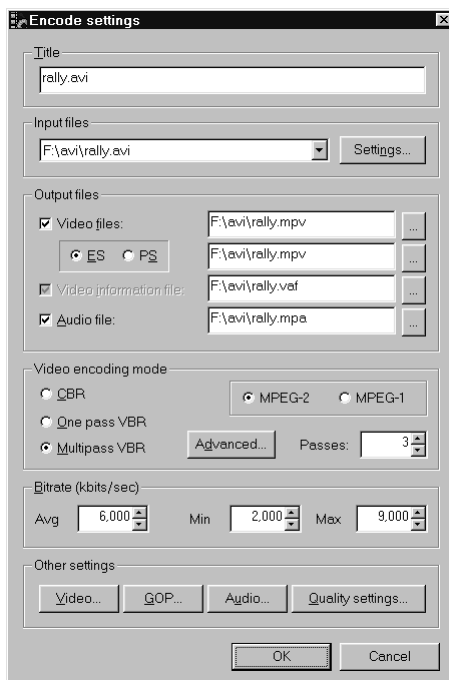 Encode settings
Title
rally.avi
Input files
F:\avi\rally.avi
Settings...
Output files
Video files:
F:\avi\rally.mpv
...
ES
PS
F:\avi\rally.mpv
...
Video information file:
F:\avi\rally.vaf
...
Audio file:
F:\avi\rally.mpa
...
Video encoding mode
CBR
MPEG-2
MPEG-1
One pass VBR
Multipass VBR
Advanced...
Passes:
3
Bitrate (kbits/sec)
Avg
6,000
Min
2,000
Max
9,000
Other settings
Video...
GOP...
Audio...
Quality settings...
OK
Cancel